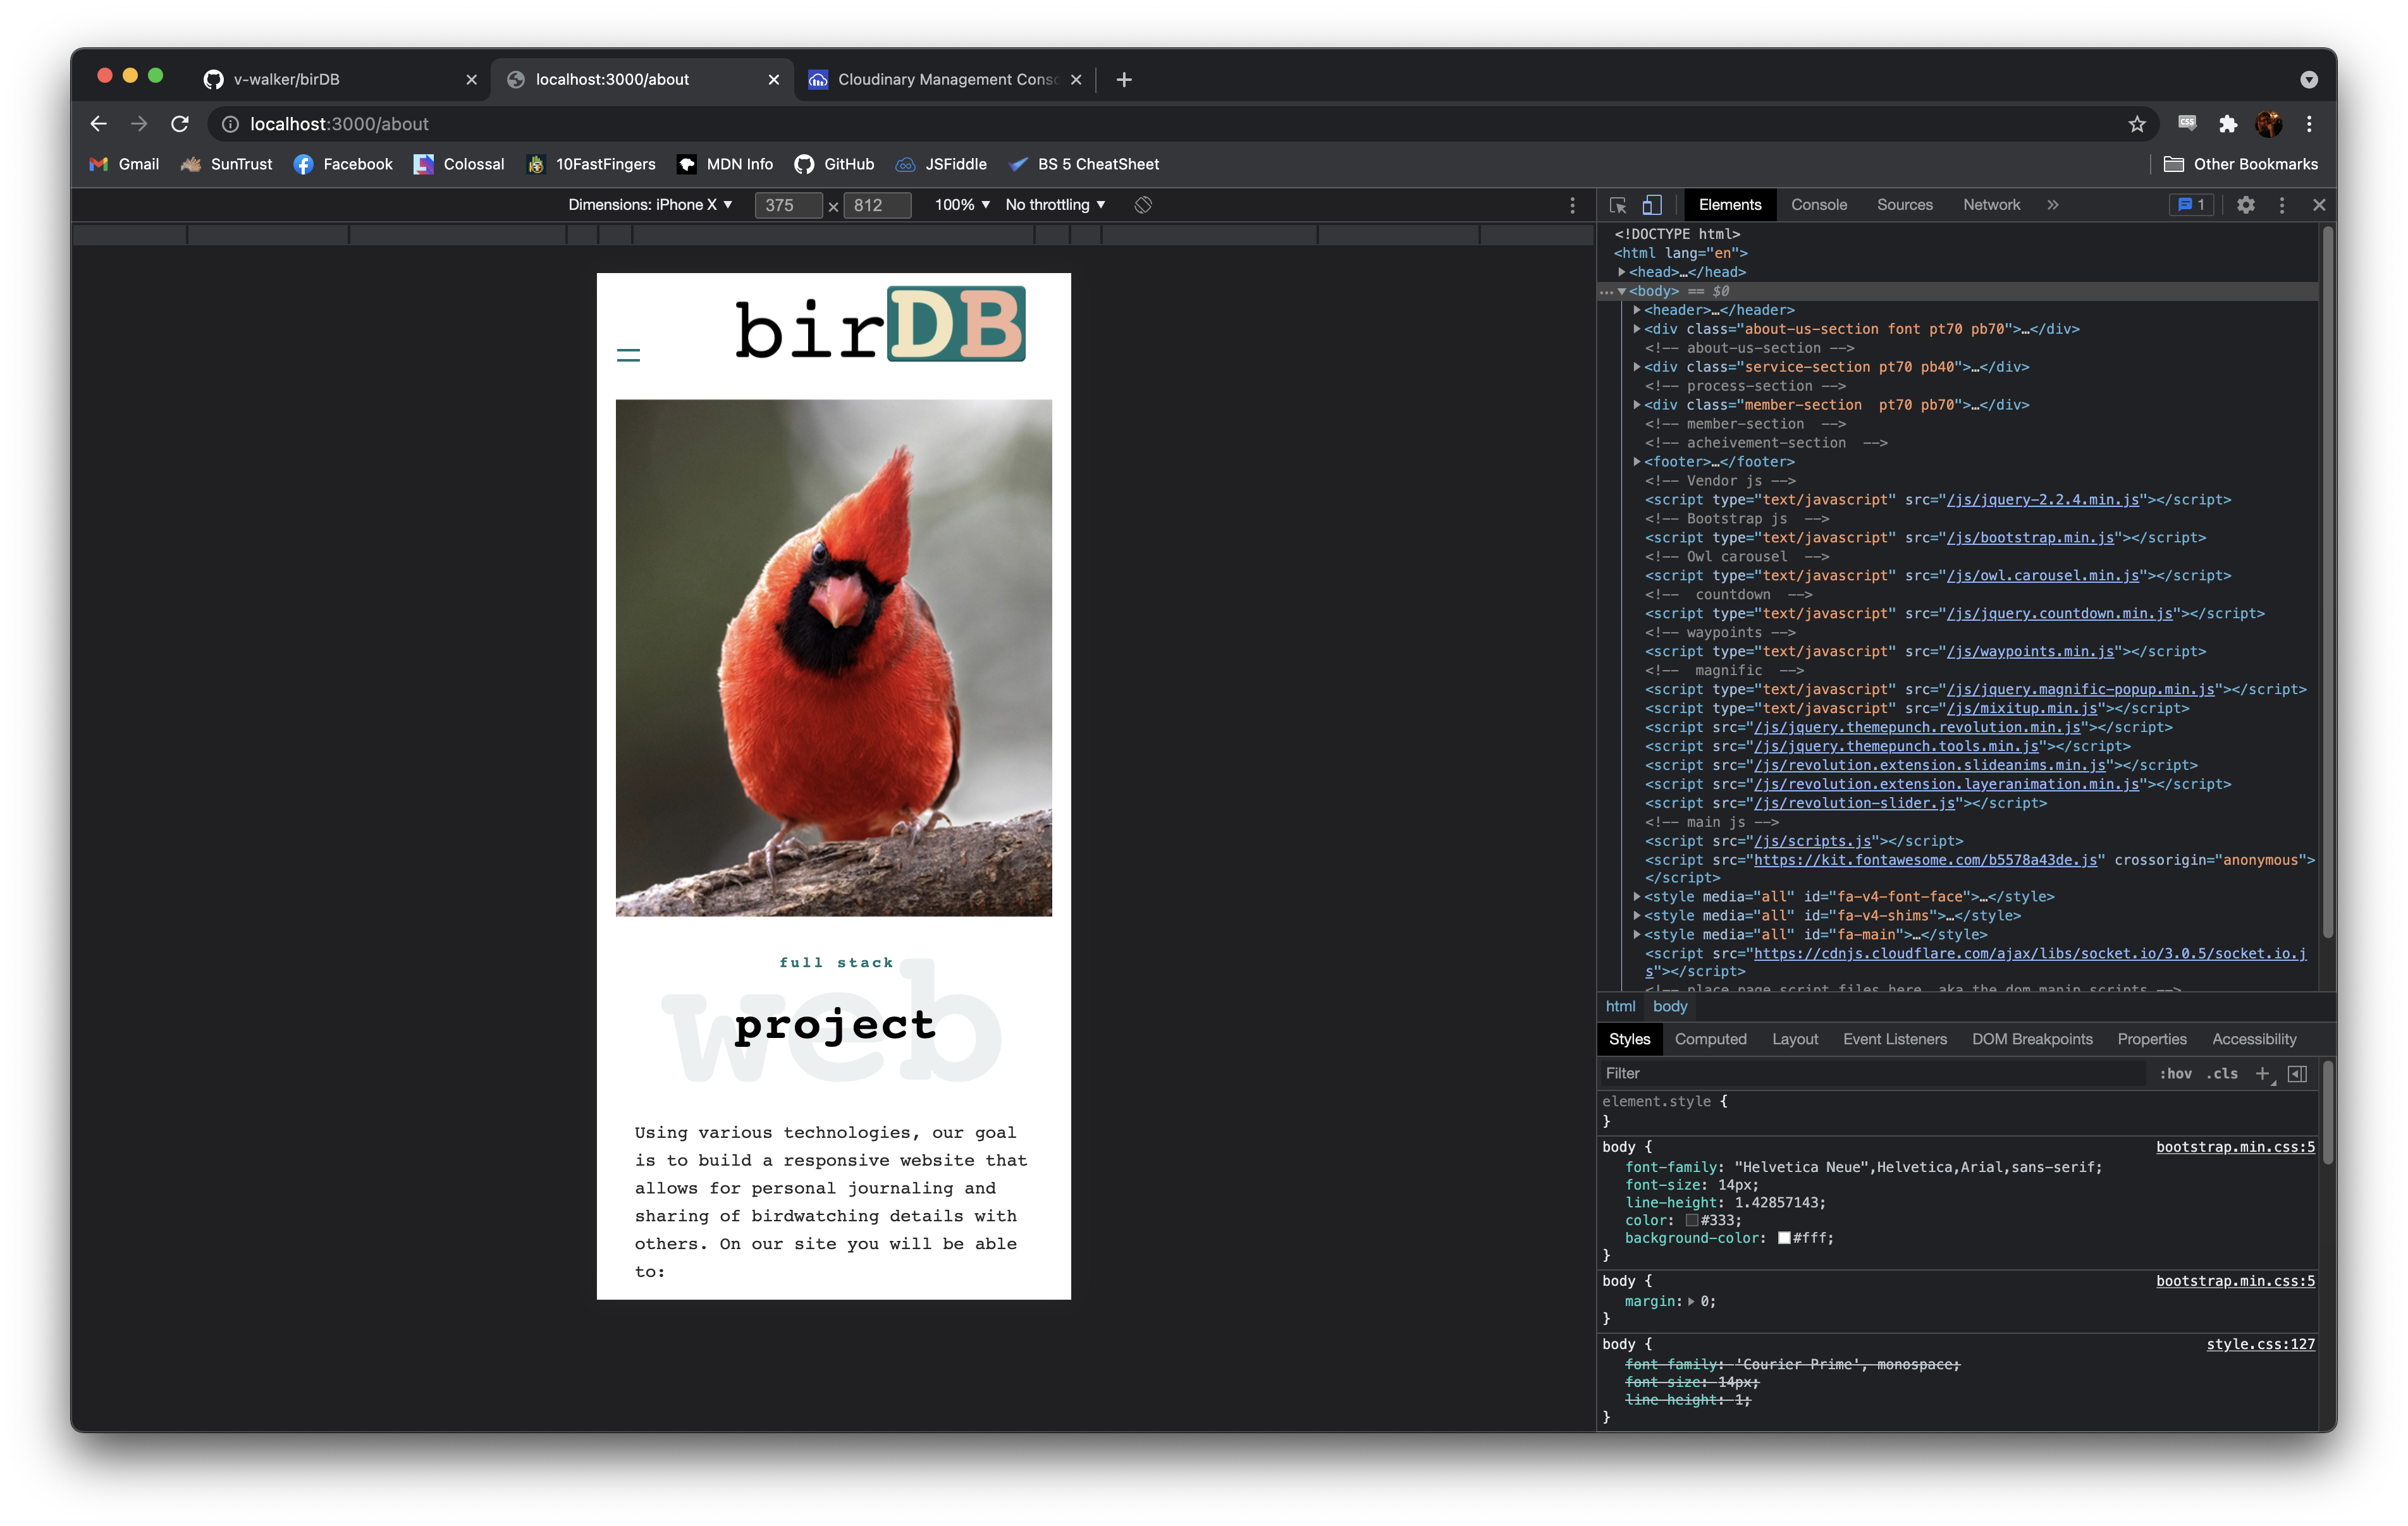 v-walker/birDB
localhost:3000/about
Cloudinary Management Conso
localhost:3000/about
CSS
Gmail SunTrust Facebook Colossal 10FastFingers MDN Info GitHub JSFiddle BS 5 CheatSheet Other Bookmarks
Dimensions: iPhone X ▼ 375 × 812 100% ▼ No throttling ▼
birDB
full stack
web
project
Using various technologies, our goal
is to build a responsive website that
allows for personal journaling and
sharing of birdwatching details with
others. On our site you will be able
to:
Elements Console Sources Network » 1
<!DOCTYPE html>
<html lang="en">
▶<head>…</head>
…▼<body> == $0
▶<header>…</header>
▶<div class="about-us-section font pt70 pb70">…</div>
<!-- about-us-section -->
▶<div class="service-section pt70 pb40">…</div>
<!-- process-section -->
▶<div class="member-section  pt70 pb70">…</div>
<!-- member-section  -->
<!-- acheivement-section  -->
▶<footer>…</footer>
<!-- Vendor js -->
<script type="text/javascript" src="/js/jquery-2.2.4.min.js"></script>
<!-- Bootstrap js  -->
<script type="text/javascript" src="/js/bootstrap.min.js"></script>
<!-- Owl carousel  -->
<script type="text/javascript" src="/js/owl.carousel.min.js"></script>
<!--  countdown  -->
<script type="text/javascript" src="/js/jquery.countdown.min.js"></script>
<!-- waypoints -->
<script type="text/javascript" src="/js/waypoints.min.js"></script>
<!--  magnific  -->
<script type="text/javascript" src="/js/jquery.magnific-popup.min.js"></script>
<script type="text/javascript" src="/js/mixitup.min.js"></script>
<script src="/js/jquery.themepunch.revolution.min.js"></script>
<script src="/js/jquery.themepunch.tools.min.js"></script>
<script src="/js/revolution.extension.slideanims.min.js"></script>
<script src="/js/revolution.extension.layeranimation.min.js"></script>
<script src="/js/revolution-slider.js"></script>
<!-- main js -->
<script src="/js/scripts.js"></script>
<script src="https://kit.fontawesome.com/b5578a43de.js" crossorigin="anonymous">
</script>
▶<style media="all" id="fa-v4-font-face">…</style>
▶<style media="all" id="fa-v4-shims">…</style>
▶<style media="all" id="fa-main">…</style>
<script src="https://cdnjs.cloudflare.com/ajax/libs/socket.io/3.0.5/socket.io.j
s"></script>
<!-- place page script files here, aka the dom manip scripts -->
html body
Styles Computed Layout Event Listeners DOM Breakpoints Properties Accessibility
Filter :hov .cls +
element.style {
}
body { bootstrap.min.css:5
font-family: "Helvetica Neue",Helvetica,Arial,sans-serif;
font-size: 14px;
line-height: 1.42857143;
color: #333;
background-color: #fff;
}
body { bootstrap.min.css:5
margin: ▶ 0;
}
body { style.css:127
font-family: 'Courier Prime', monospace;
font-size: 14px;
line-height: 1;
}